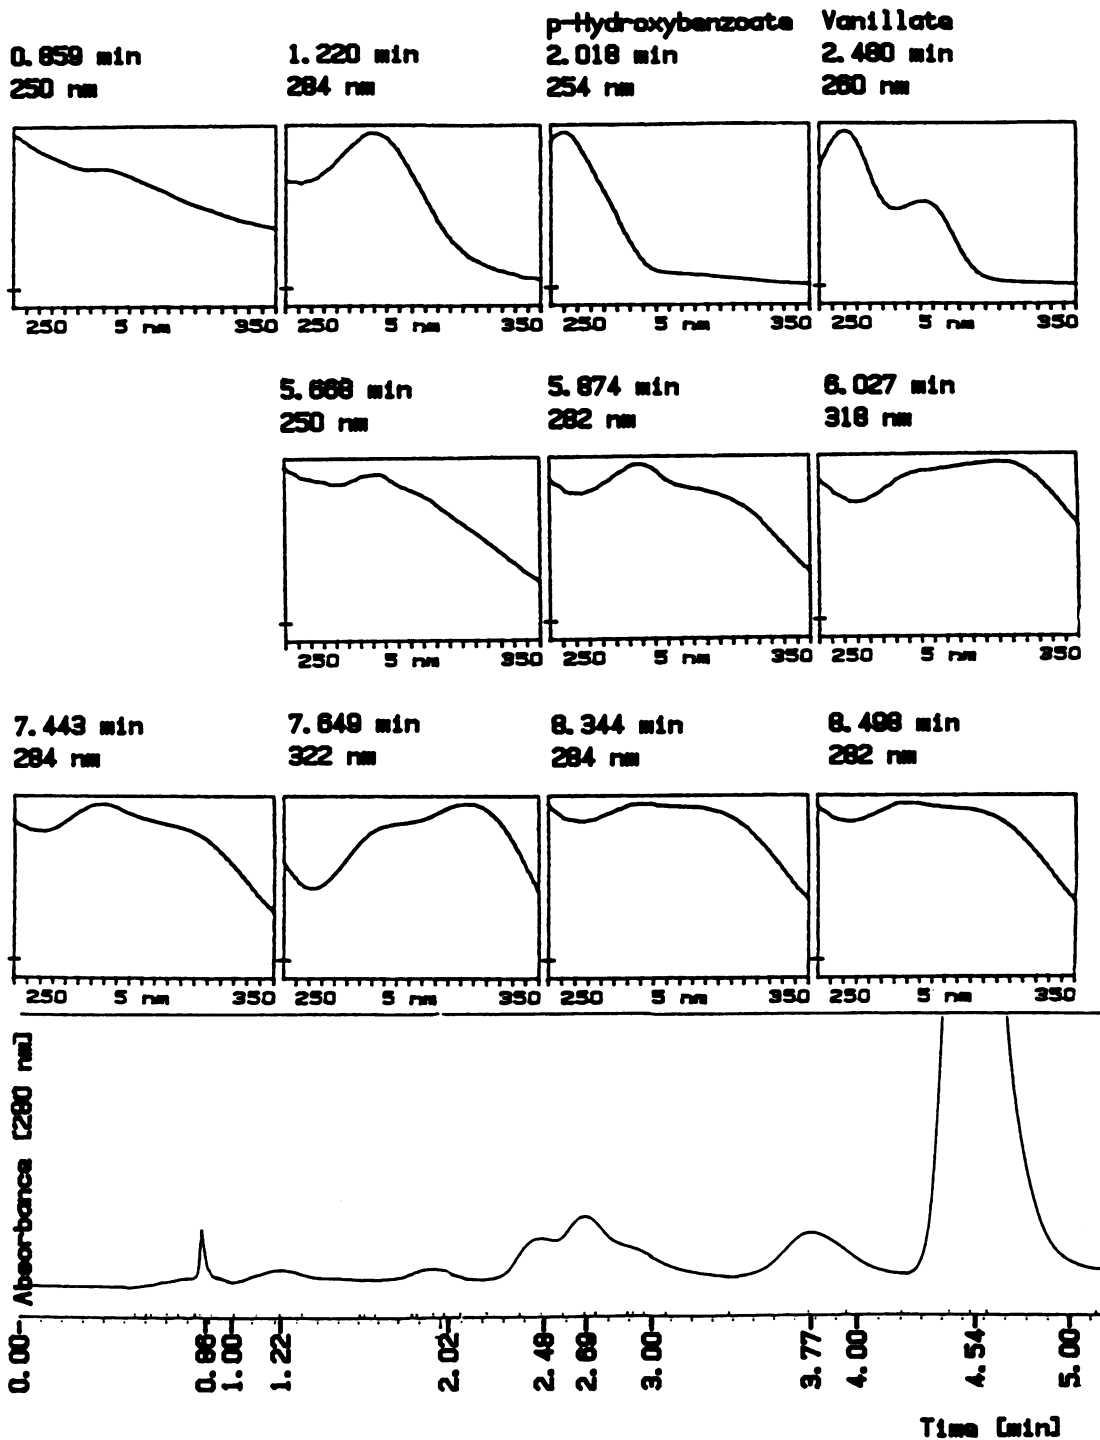 p-Hydroxybenzoate Vanillate
0.859 min 1.220 min 2.018 min 2.480 min
250 nm 284 nm 254 nm 260 nm
250 5 nm 350 250 5 nm 350 250 5 nm 350 250 5 nm 350
5.668 min 5.874 min 6.027 min
250 nm 282 nm 318 nm
250 5 nm 350 250 5 nm 350 250 5 nm 350
7.443 min 7.649 min 8.344 min 8.498 min
284 nm 322 nm 284 nm 282 nm
250 5 nm 350 250 5 nm 350 250 5 nm 350 250 5 nm 350
Absorbance [280 nm]
0.00 0.86 1.00 1.22 2.02 2.48 2.69 3.00 3.77 4.00 4.54 5.00
Time [min]